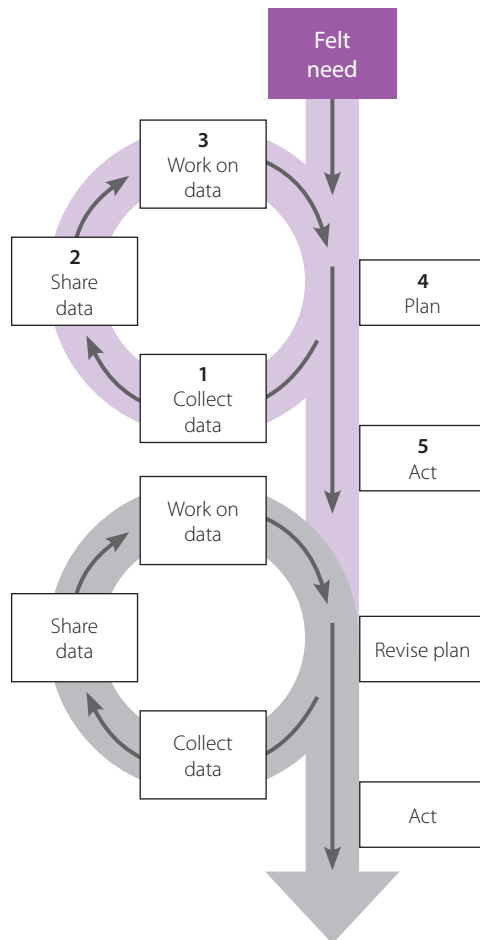 Felt
need
3
Work on
data
2
Share
data
4
Plan
1
Collect
data
5
Act
Work on
data
Share
data
Revise plan
Collect
data
Act